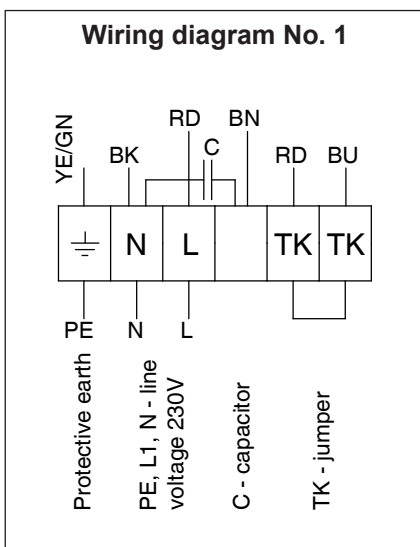 Wiring diagram No. 1
YE/GN
BK
RD
C
BN
RD
BU
N
L
TK
TK
PE
N
L
Protective earth
PE, L1, N - line
voltage 230V
C - capacitor
TK - jumper